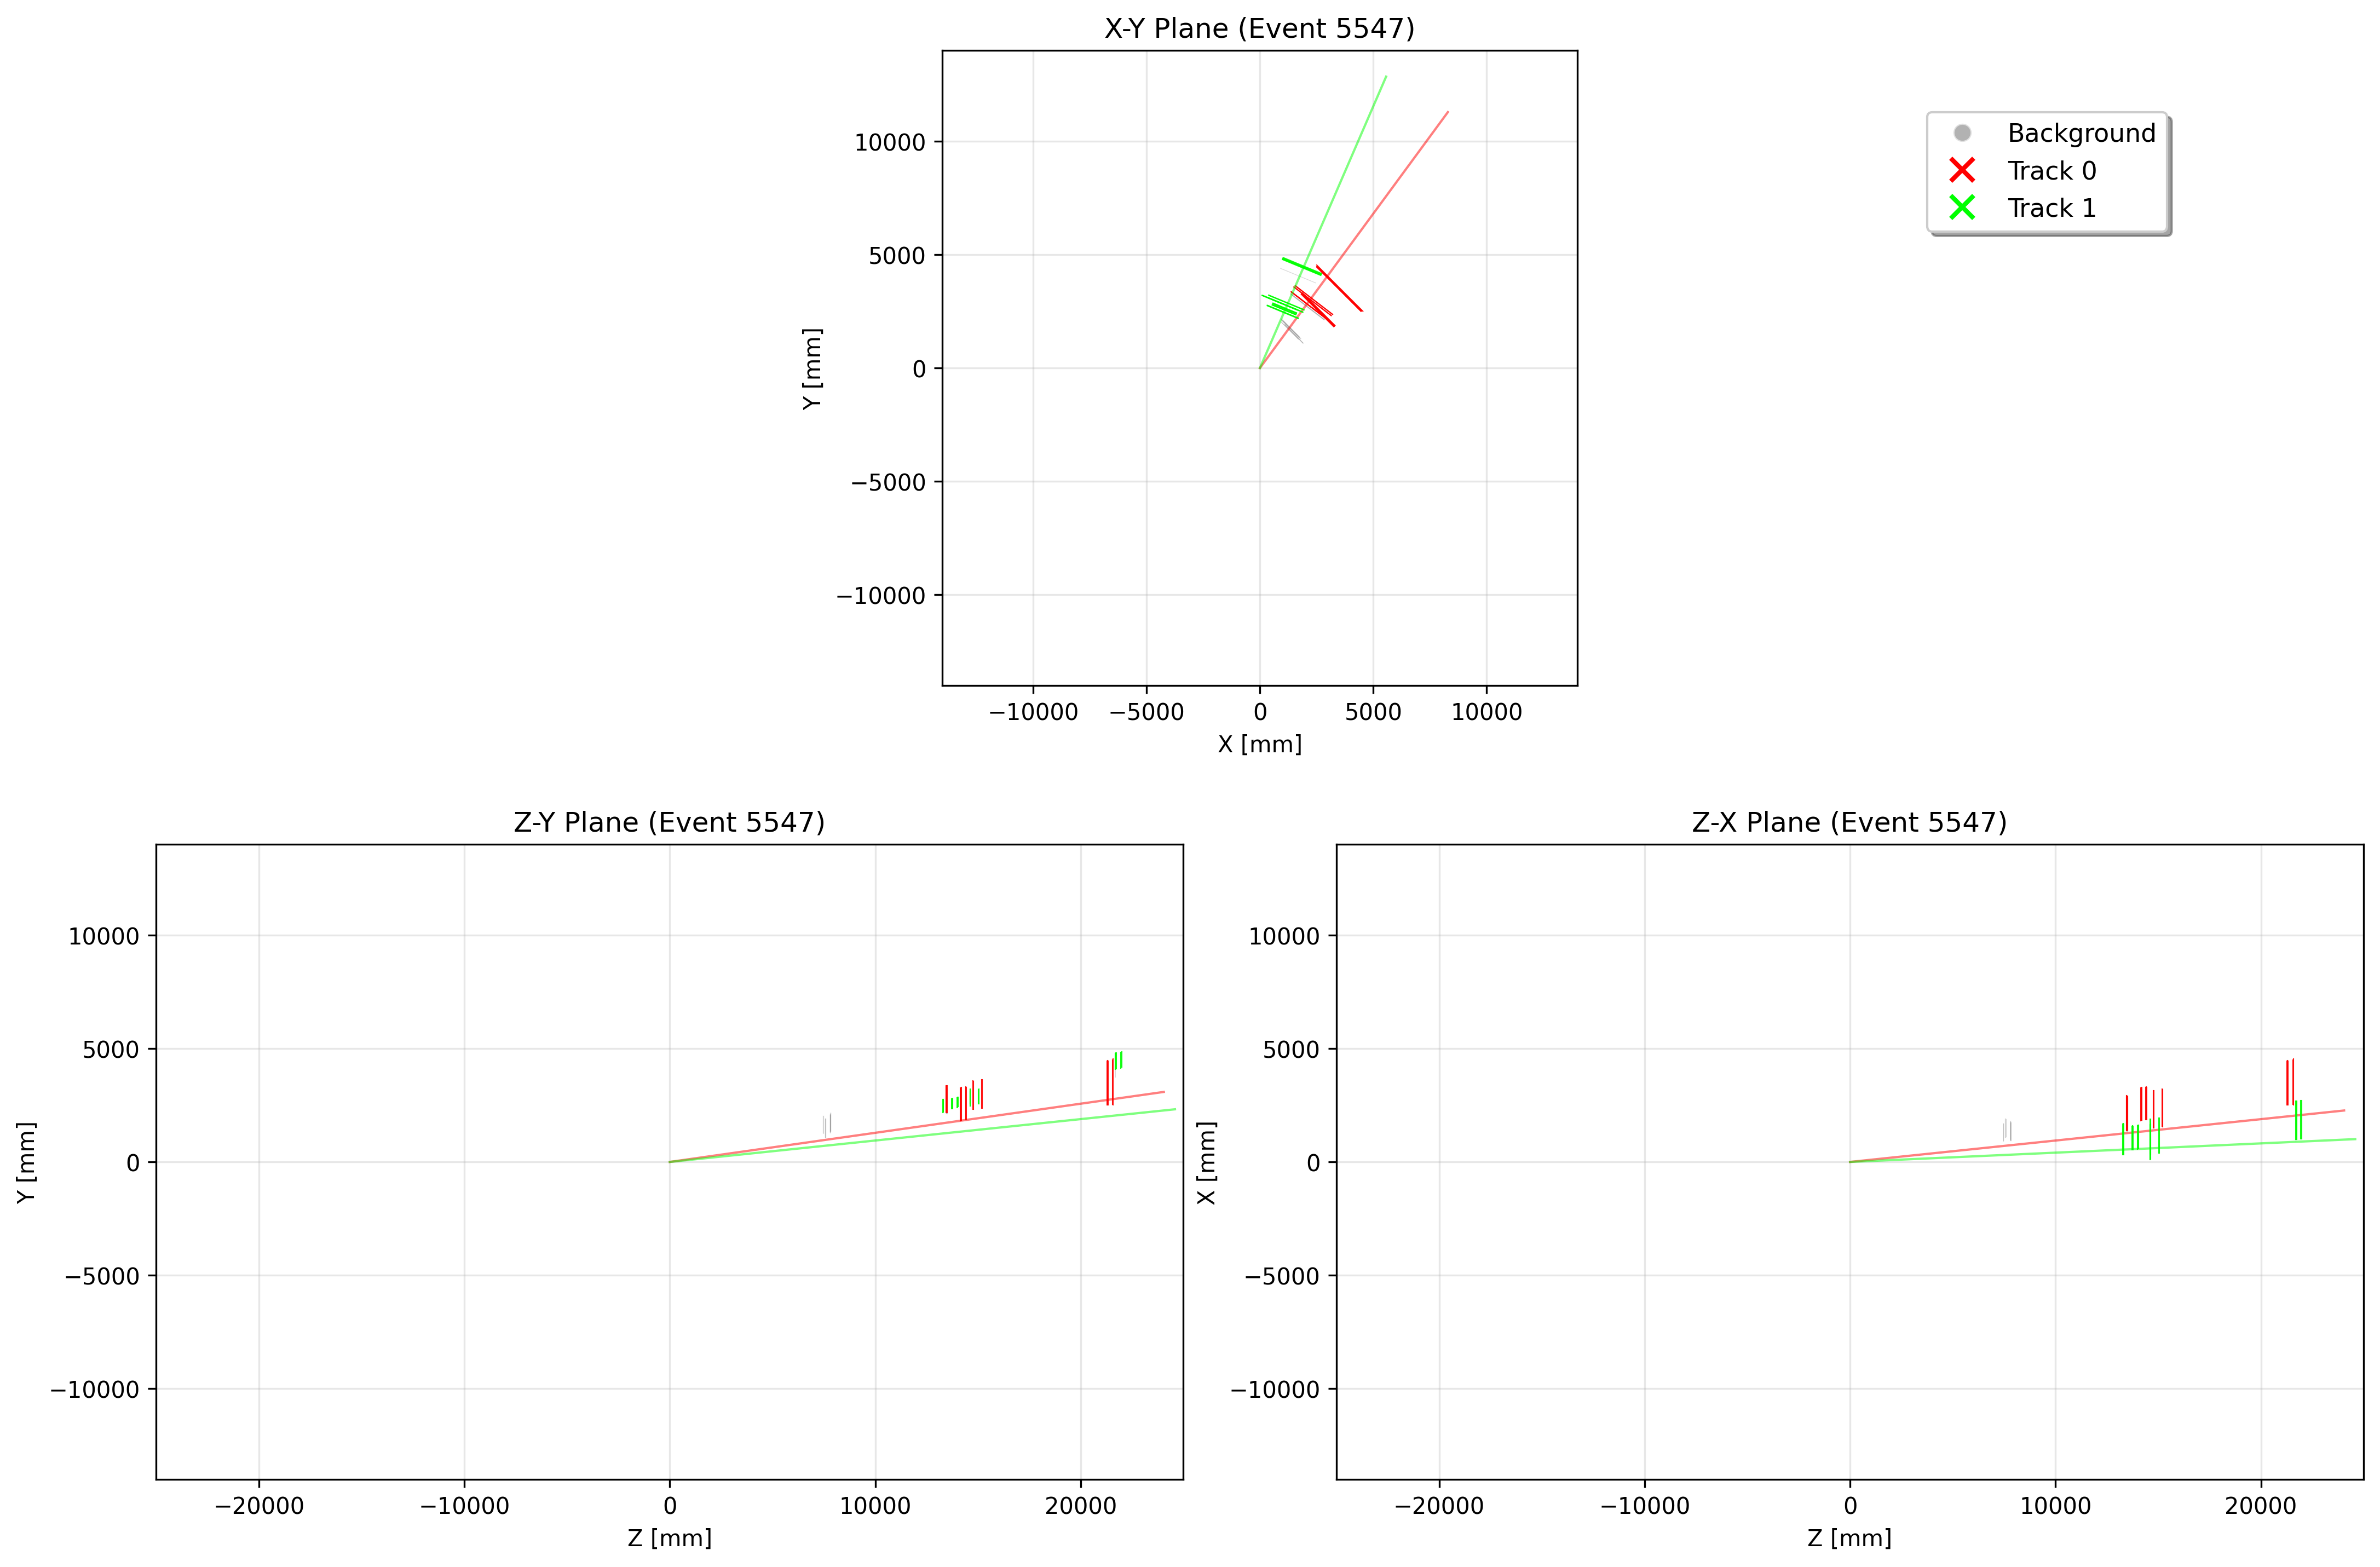 X-Y Plane (Event 5547)
Background
Track 0
Track 1
10000
5000
0
−5000
−10000
Y [mm]
−10000 −5000 0 5000 10000
X [mm]
Z-Y Plane (Event 5547)
10000
5000
0
−5000
−10000
Y [mm]
−20000 −10000 0 10000 20000
Z [mm]
Z-X Plane (Event 5547)
10000
5000
0
−5000
−10000
X [mm]
−20000 −10000 0 10000 20000
Z [mm]